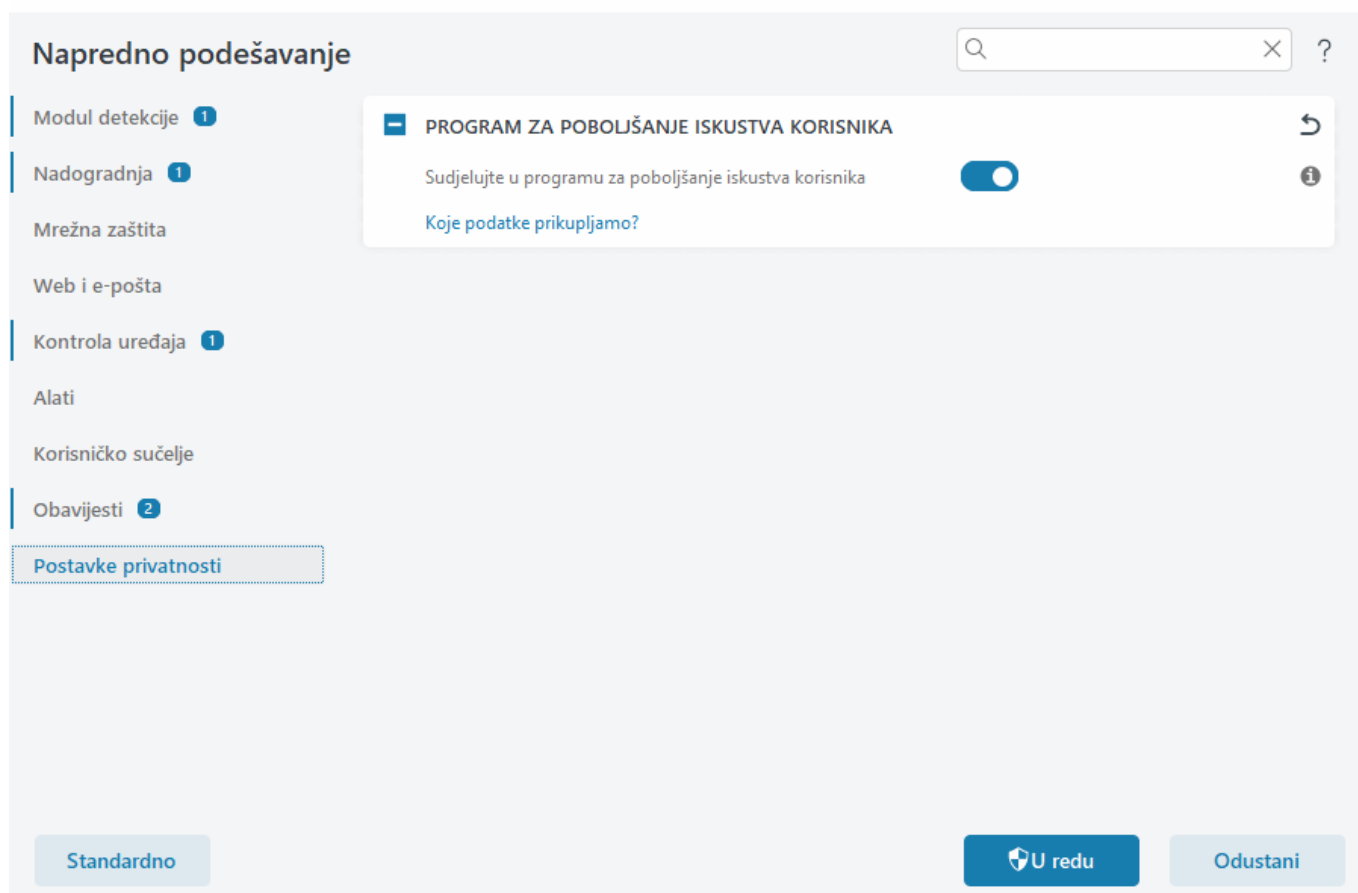 Napredno podešavanje
?
Modul detekcije 1
Nadogradnja 1
Mrežna zaštita
Web i e-pošta
Kontrola uređaja 1
Alati
Korisničko sučelje
Obavijesti 2
Postavke privatnosti
PROGRAM ZA POBOLJŠANJE ISKUSTVA KORISNIKA
Sudjelujte u programu za poboljšanje iskustva korisnika
Koje podatke prikupljamo?
Standardno
U redu
Odustani